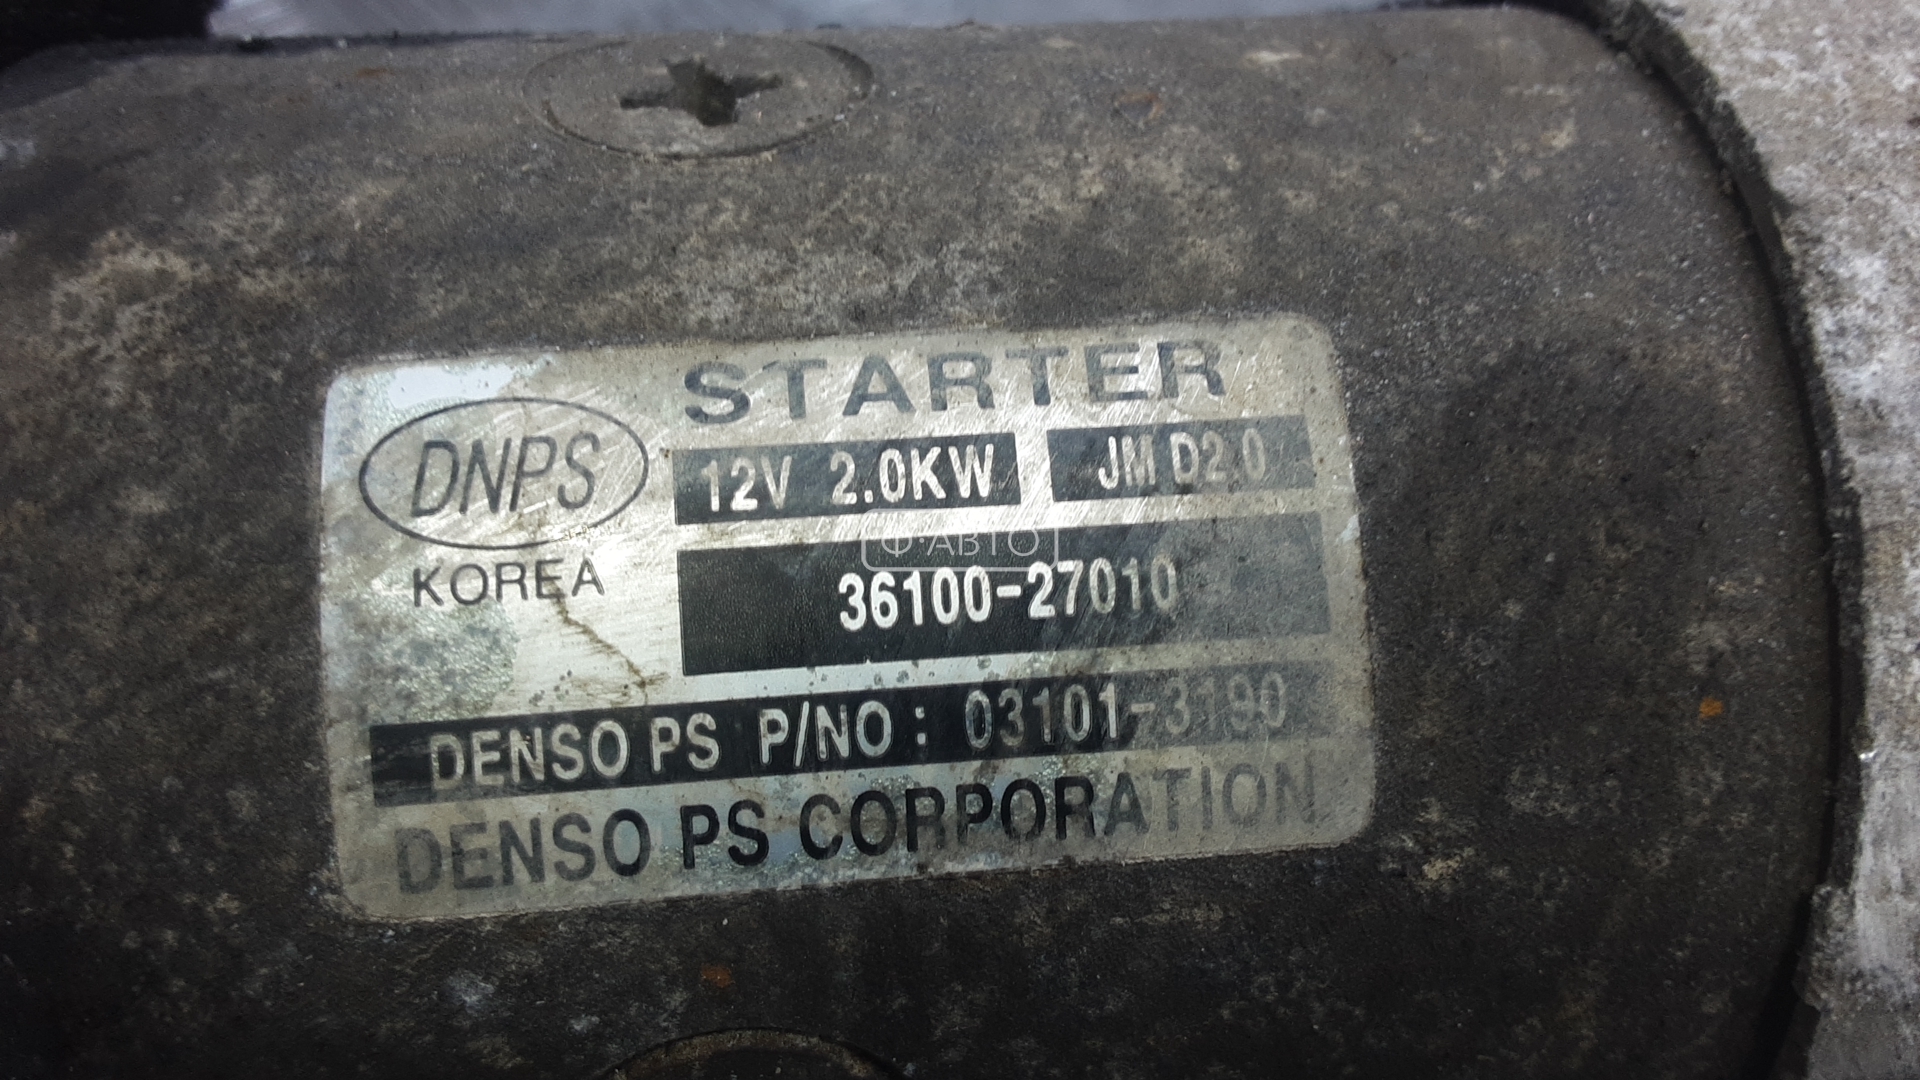 STARTER
DNPS
12V 2.0KW JM D2.0
Ф·АВТО
KOREA
36100-27010
DENSO PS P/NO : 03101-3190
DENSO PS CORPORATION